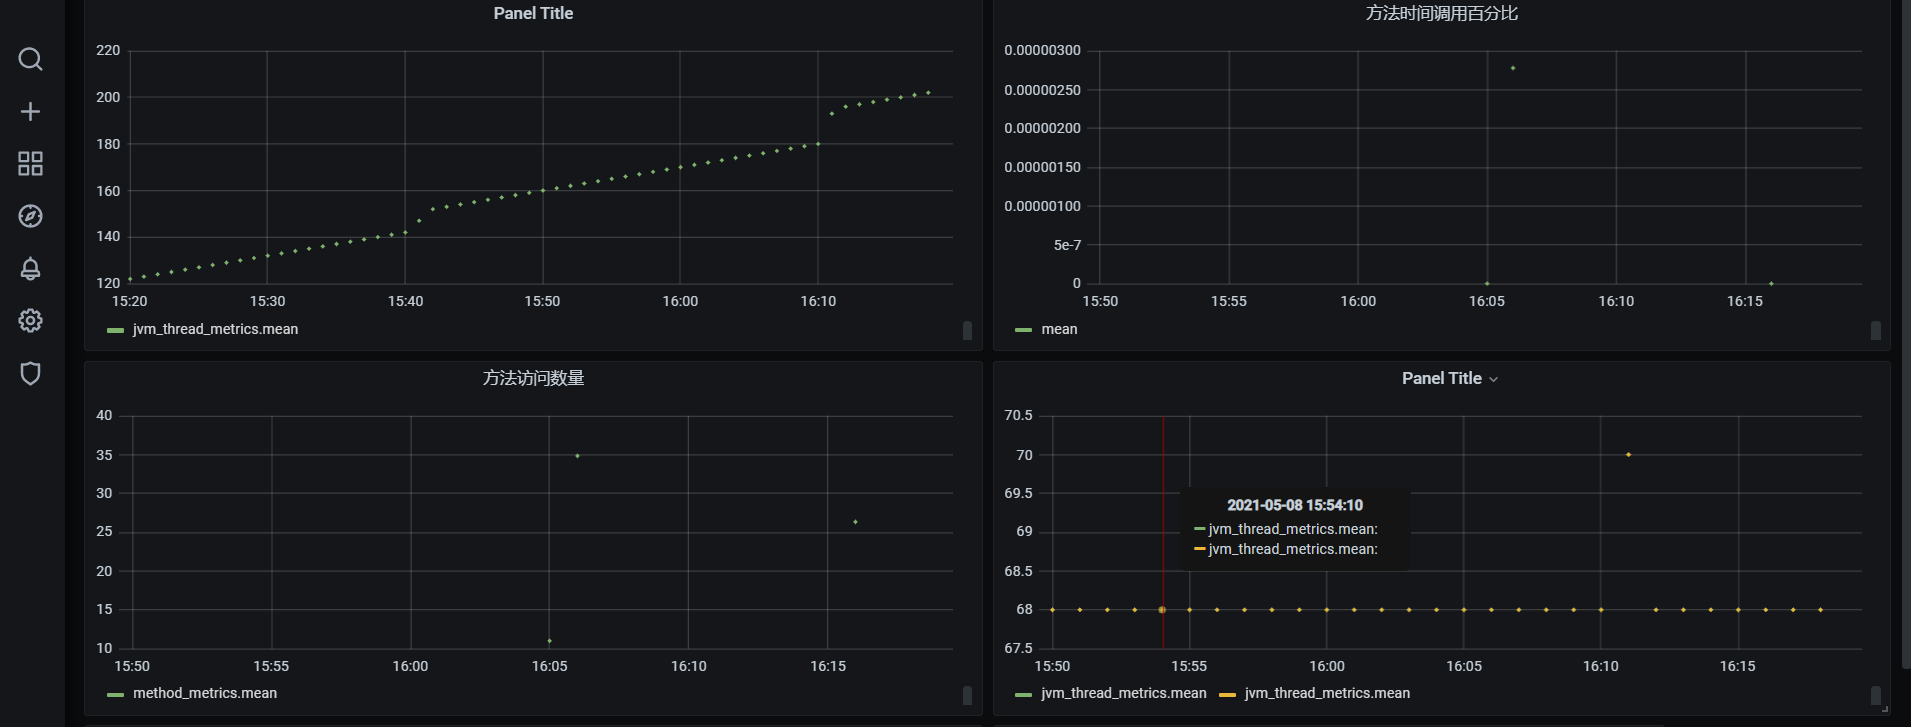 Panel Title
220
200
180
160
140
120
15:20 15:30 15:40 15:50 16:00 16:10
jvm_thread_metrics.mean
方法时间调用百分比
0.00000300
0.00000250
0.00000200
0.00000150
0.00000100
5e-7
0
15:50 15:55 16:00 16:05 16:10 16:15
mean
方法访问数量
40
35
30
25
20
15
10
15:50 15:55 16:00 16:05 16:10 16:15
method_metrics.mean
Panel Title
70.5
70
69.5
69
68.5
68
67.5
2021-05-08 15:54:10
jvm_thread_metrics.mean:
jvm_thread_metrics.mean:
15:50 15:55 16:00 16:05 16:10 16:15
jvm_thread_metrics.mean jvm_thread_metrics.mean